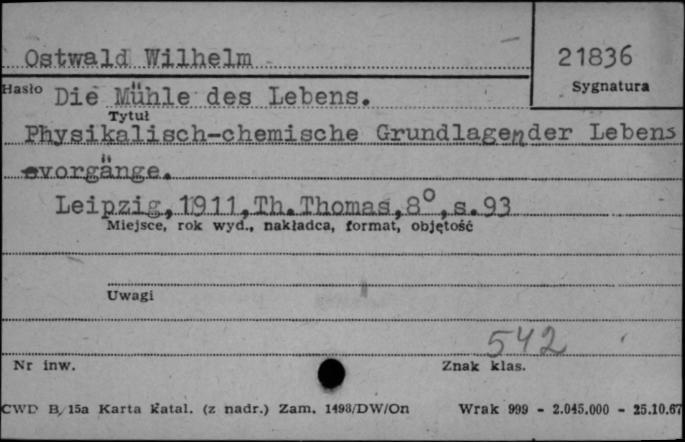 Ostwald Wilhelm
21836
Sygnatura
Hasło Die Mühle des Lebens.
Tytuł
Physikalisch-chemische Grundlagen der Lebens
vorgänge.
Leipzig, 1911, Th. Thomas, 8°, s. 93
Miejsce, rok wyd., nakładca, format, objętość
Uwagi
542
Nr inw.
Znak klas.
CWD B/15a Karta katal. (z nadr.) Zam. 1498/DW/On Wrak 999 - 2.045.000 - 25.10.67